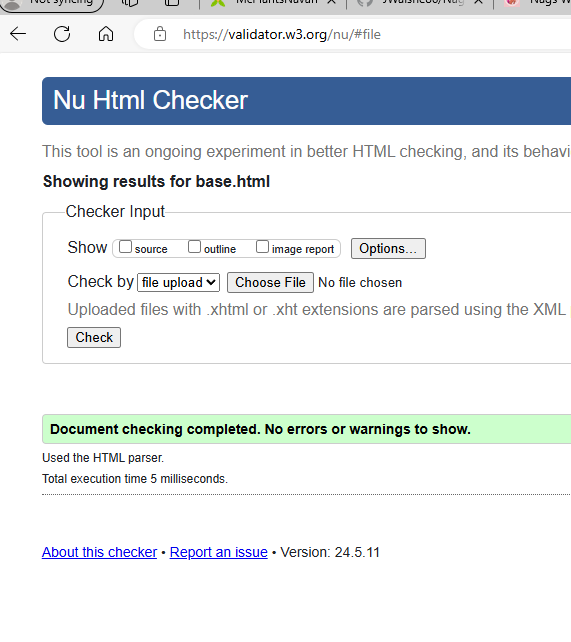 Not syncing
https://validator.w3.org/nu/#file
Nu Html Checker
This tool is an ongoing experiment in better HTML checking, and its behavi
Showing results for base.html
Checker Input
Show source outline image report Options...
Check by file upload Choose File No file chosen
Uploaded files with .xhtml or .xht extensions are parsed using the XML
Check
Document checking completed. No errors or warnings to show.
Used the HTML parser.
Total execution time 5 milliseconds.
About this checker • Report an issue • Version: 24.5.11